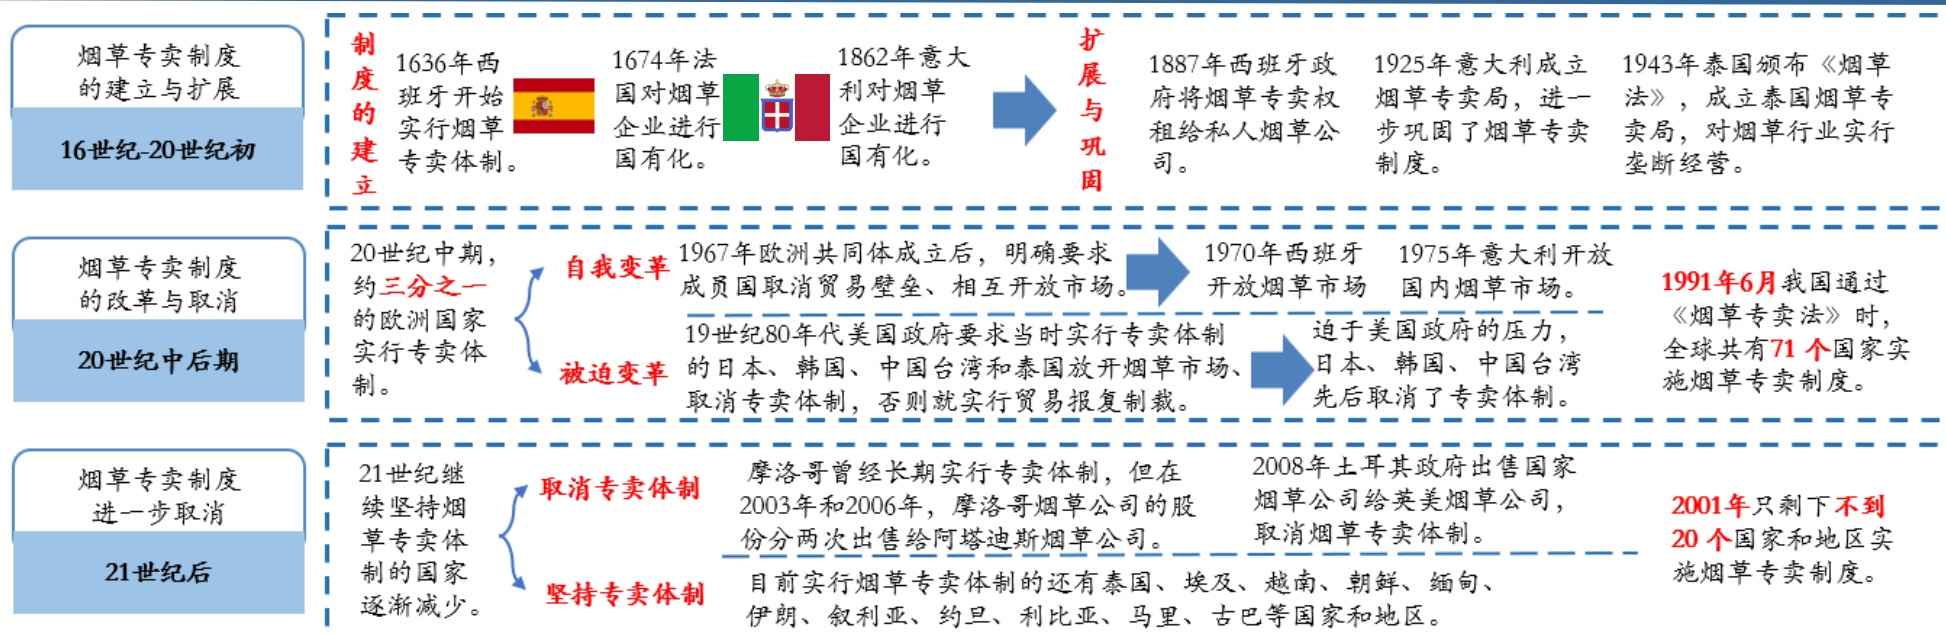 烟草专卖制度
的建立与扩展
16世纪-20世纪初
制度的建立
1636年西
班牙开始
实行烟草
专卖体制。
1674年法
国对烟草
企业进行
国有化。
1862年意大
利对烟草
企业进行
国有化。
扩展与巩固
1887年西班牙政
府将烟草专卖权
租给私人烟草公
司。
1925年意大利成立
烟草专卖局，进一
步巩固了烟草专卖
制度。
1943年泰国颁布《烟草
法》，成立泰国烟草专
卖局，对烟草行业实行
垄断经营。
烟草专卖制度
的改革与取消
20世纪中后期
20世纪中期，
约三分之一
的欧洲国家
实行专卖体
制。
自我变革
1967年欧洲共同体成立后，明确要求
成员国取消贸易壁垒、相互开放市场。
1970年西班牙
开放烟草市场
1975年意大利开放
国内烟草市场。
被迫变革
19世纪80年代美国政府要求当时实行专卖体制
的日本、韩国、中国台湾和泰国放开烟草市场、
取消专卖体制，否则就实行贸易报复制裁。
迫于美国政府的压力，
日本、韩国、中国台湾
先后取消了专卖体制。
1991年6月我国通过
《烟草专卖法》时，
全球共有71 个国家实
施烟草专卖制度。
烟草专卖制度
进一步取消
21世纪后
21世纪继
续坚持烟
草专卖体
制的国家
逐渐减少。
取消专卖体制
摩洛哥曾经长期实行专卖体制，但在
2003年和2006年，摩洛哥烟草公司的股
份分两次出售给阿塔迪斯烟草公司。
2008年土耳其政府出售国家
烟草公司给英美烟草公司，
取消烟草专卖体制。
坚持专卖体制
目前实行烟草专卖体制的还有泰国、埃及、越南、朝鲜、缅甸、
伊朗、叙利亚、约旦、利比亚、马里、古巴等国家和地区。
2001年只剩下不到
20 个国家和地区实
施烟草专卖制度。